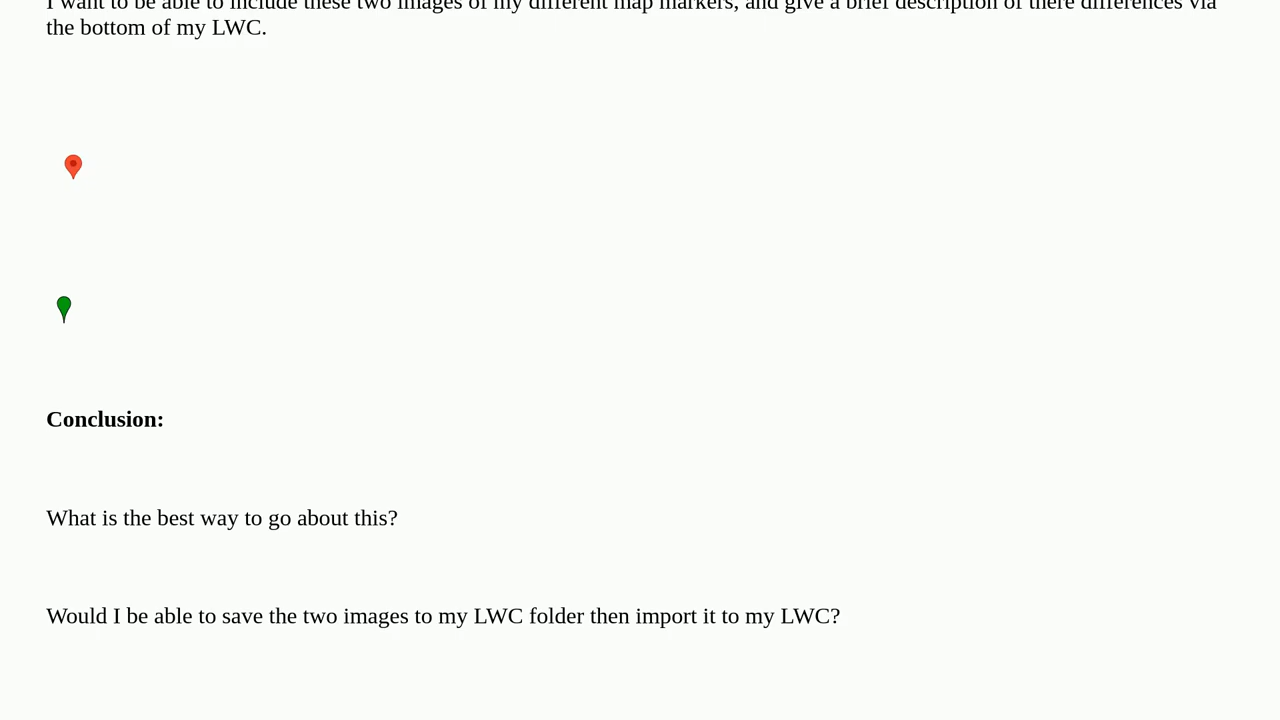 I want to be able to include these two images of my different map markers, and give a brief description of there differences via
the bottom of my LWC.
Conclusion:
What is the best way to go about this?
Would I be able to save the two images to my LWC folder then import it to my LWC?